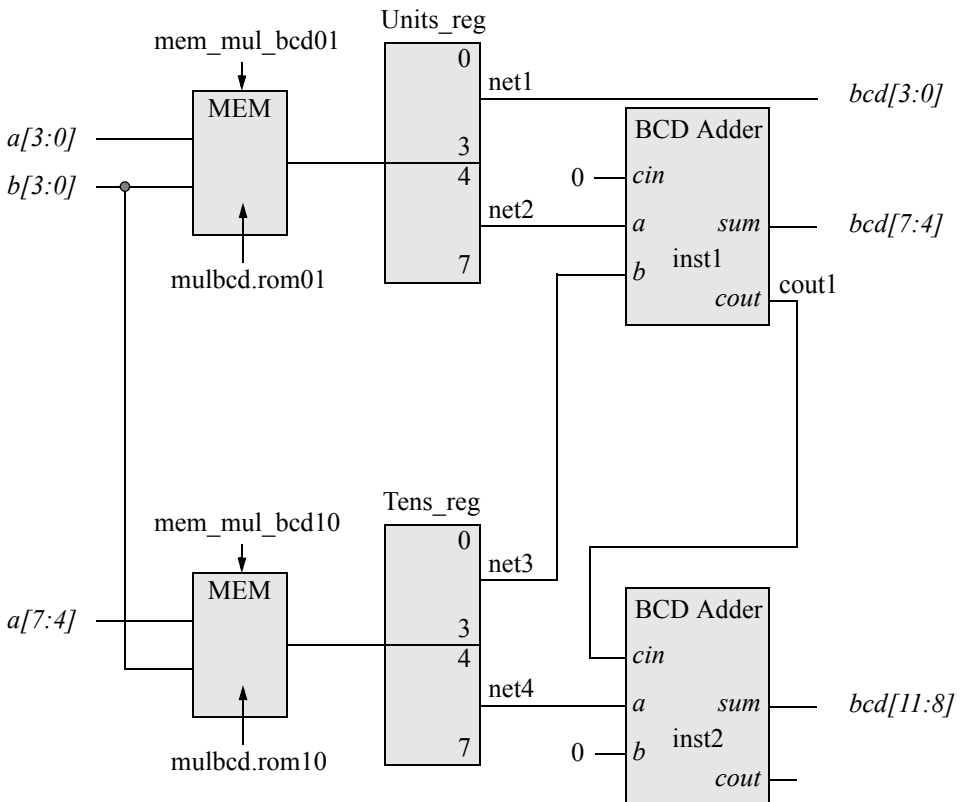 Units_reg
mem_mul_bcd01
0
net1
bcd[3:0]
MEM
BCD Adder
a[3:0]
3
b[3:0]
4
0
cin
net2
a
sum
bcd[7:4]
inst1
7
b
mulbcd.rom01
cout
cout1
Tens_reg
mem_mul_bcd10
0
net3
MEM
BCD Adder
a[7:4]
3
4
cin
net4
a
sum
bcd[11:8]
inst2
7
0
b
mulbcd.rom10
cout